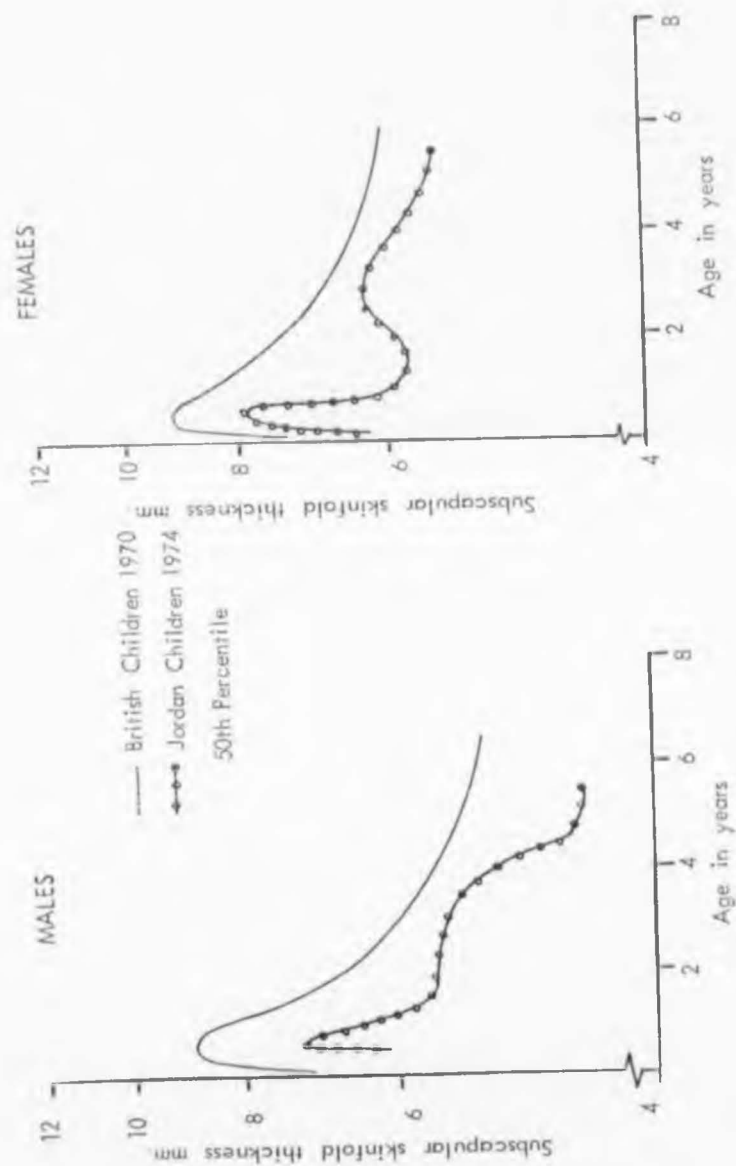 MALES
FEMALES
British Children 1970
Jordan Children 1974
50th Percentile
Subscapular skinfold thickness mm
12
10
8
6
4
2
4
6
8
Age in years
Subscapular skinfold thickness mm
12
10
8
6
4
2
4
6
8
Age in years